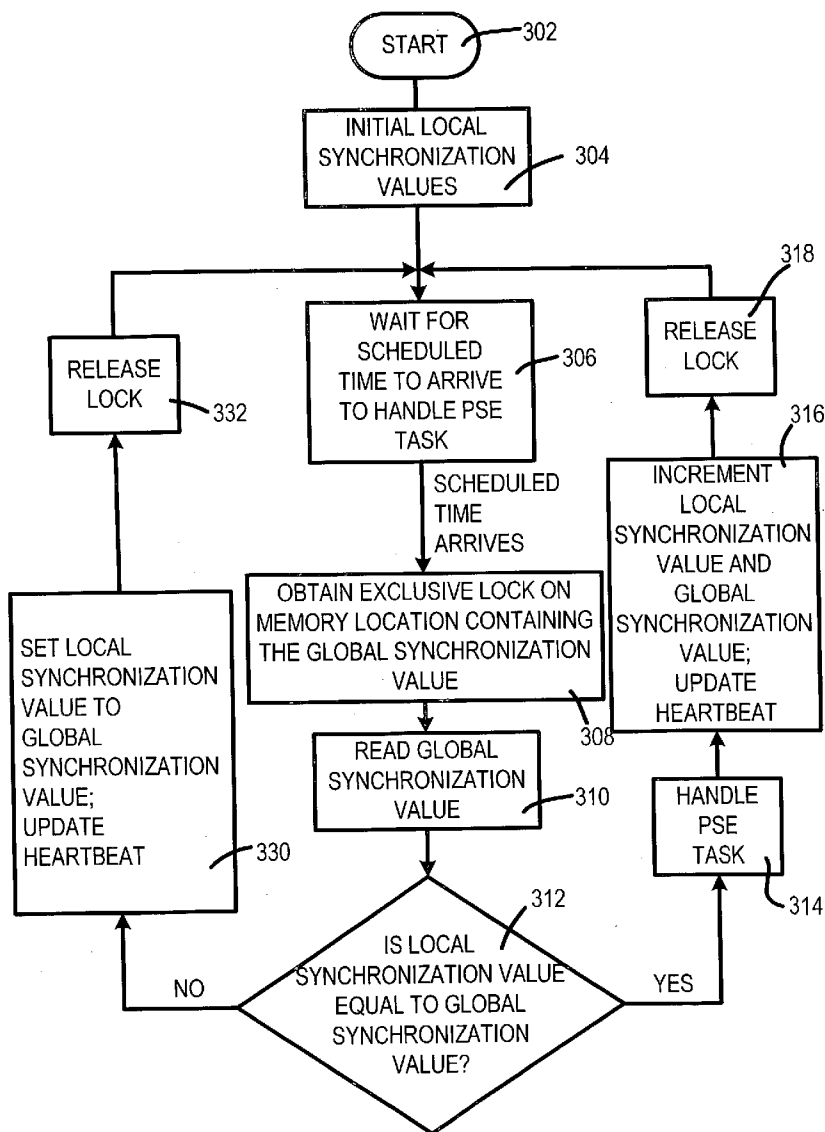 START
302
INITIAL LOCAL
SYNCHRONIZATION
VALUES
304
RELEASE
LOCK
332
WAIT FOR
SCHEDULED
TIME TO ARRIVE
TO HANDLE PSE
TASK
306
318
RELEASE
LOCK
SCHEDULED
TIME
ARRIVES
316
INCREMENT
LOCAL
SYNCHRONIZATION
VALUE AND
GLOBAL
SYNCHRONIZATION
VALUE;
UPDATE
HEARTBEAT
OBTAIN EXCLUSIVE LOCK ON
MEMORY LOCATION CONTAINING
THE GLOBAL SYNCHRONIZATION
VALUE
308
SET LOCAL
SYNCHRONIZATION
VALUE TO
GLOBAL
SYNCHRONIZATION
VALUE;
UPDATE
HEARTBEAT
330
READ GLOBAL
SYNCHRONIZATION
VALUE
310
HANDLE
PSE
TASK
314
312
IS LOCAL
SYNCHRONIZATION VALUE
EQUAL TO GLOBAL
SYNCHRONIZATION
VALUE?
NO
YES